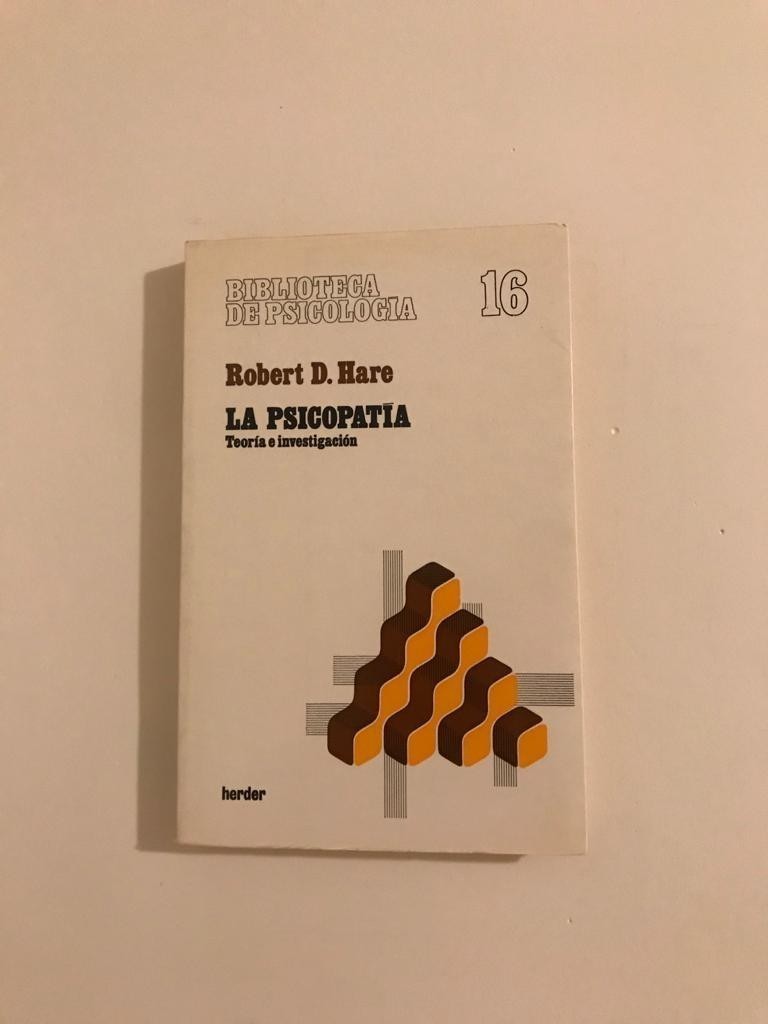 BIBLIOTECA
DE PSICOLOGIA
16
Robert D. Hare
LA PSICOPATÍA
Teoría e investigación
herder